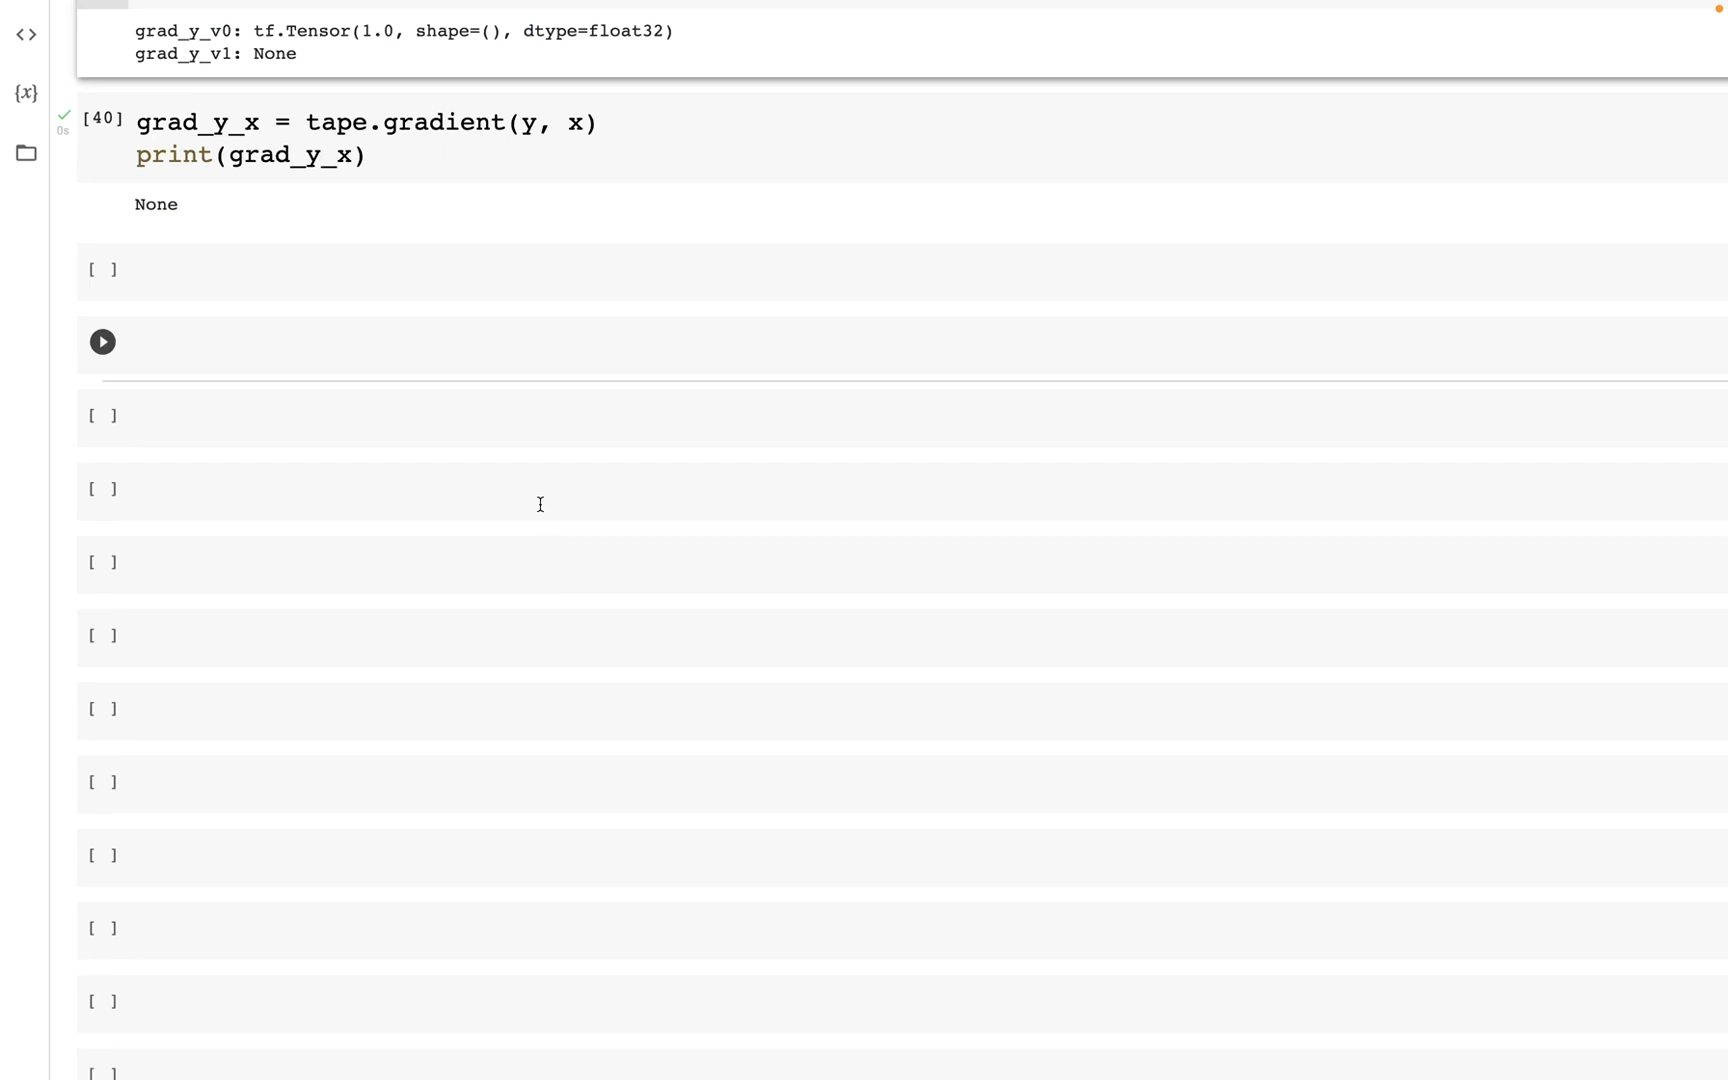 grad_y_v0: tf.Tensor(1.0, shape=(), dtype=float32)
grad_y_v1: None
{x}
0s
[40] grad_y_x = tape.gradient(y, x)
print(grad_y_x)
None
[ ]
[ ]
[ ]
[ ]
[ ]
[ ]
[ ]
[ ]
[ ]
[ ]
[ ]